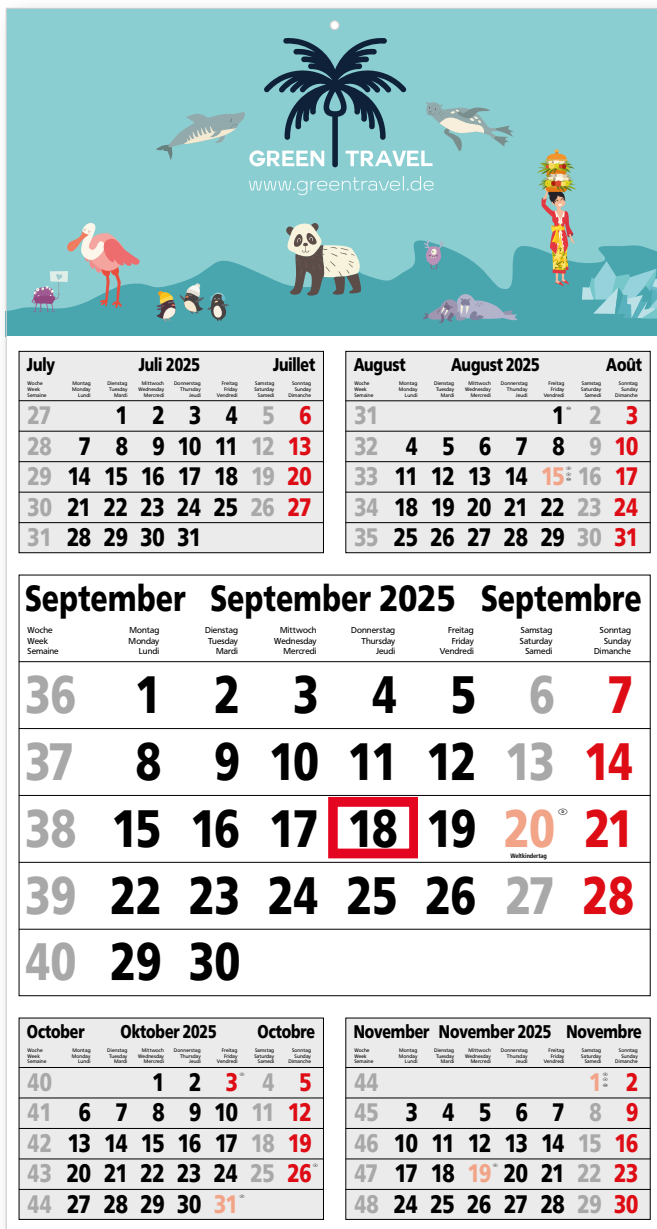 GREEN TRAVEL
www.greentravel.de
July Juli 2025 Juillet
Woche Montag Dienstag Mittwoch Donnerstag Freitag Samstag Sonntag
Week Monday Tuesday Wednesday Thursday Friday Saturday Sunday
Semaine Lundi Mardi Mercredi Jeudi Vendredi Samedi Dimanche
27 1 2 3 4 5 6
28 7 8 9 10 11 12 13
29 14 15 16 17 18 19 20
30 21 22 23 24 25 26 27
31 28 29 30 31
August August 2025 Août
Woche Montag Dienstag Mittwoch Donnerstag Freitag Samstag Sonntag
Week Monday Tuesday Wednesday Thursday Friday Saturday Sunday
Semaine Lundi Mardi Mercredi Jeudi Vendredi Samedi Dimanche
31 1 2 3
32 4 5 6 7 8 9 10
33 11 12 13 14 15 16 17
34 18 19 20 21 22 23 24
35 25 26 27 28 29 30 31
September September 2025 Septembre
Woche Montag Dienstag Mittwoch Donnerstag Freitag Samstag Sonntag
Week Monday Tuesday Wednesday Thursday Friday Saturday Sunday
Semaine Lundi Mardi Mercredi Jeudi Vendredi Samedi Dimanche
36 1 2 3 4 5 6 7
37 8 9 10 11 12 13 14
38 15 16 17 18 19 20 21
Weltkindertag
39 22 23 24 25 26 27 28
40 29 30
October Oktober 2025 Octobre
Woche Montag Dienstag Mittwoch Donnerstag Freitag Samstag Sonntag
Week Monday Tuesday Wednesday Thursday Friday Saturday Sunday
Semaine Lundi Mardi Mercredi Jeudi Vendredi Samedi Dimanche
40 1 2 3 4 5
41 6 7 8 9 10 11 12
42 13 14 15 16 17 18 19
43 20 21 22 23 24 25 26
44 27 28 29 30 31
November November 2025 Novembre
Woche Montag Dienstag Mittwoch Donnerstag Freitag Samstag Sonntag
Week Monday Tuesday Wednesday Thursday Friday Saturday Sunday
Semaine Lundi Mardi Mercredi Jeudi Vendredi Samedi Dimanche
44 1 2
45 3 4 5 6 7 8 9
46 10 11 12 13 14 15 16
47 17 18 19 20 21 22 23
48 24 25 26 27 28 29 30